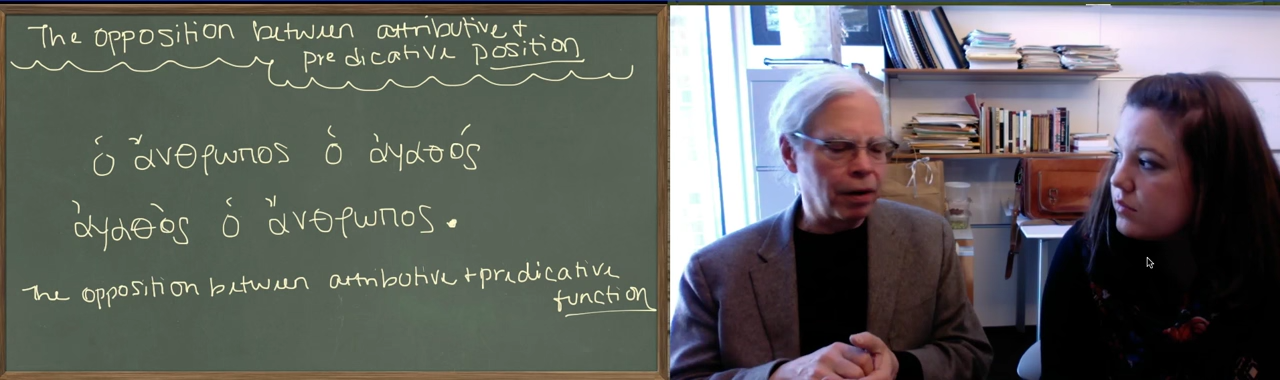 The opposition between attributive +
predicative position
ὁ ἄνθρωπος ὁ ἀγαθός
ἀγαθὸς ὁ ἄνθρωπος.
The opposition between attributive + predicative
function